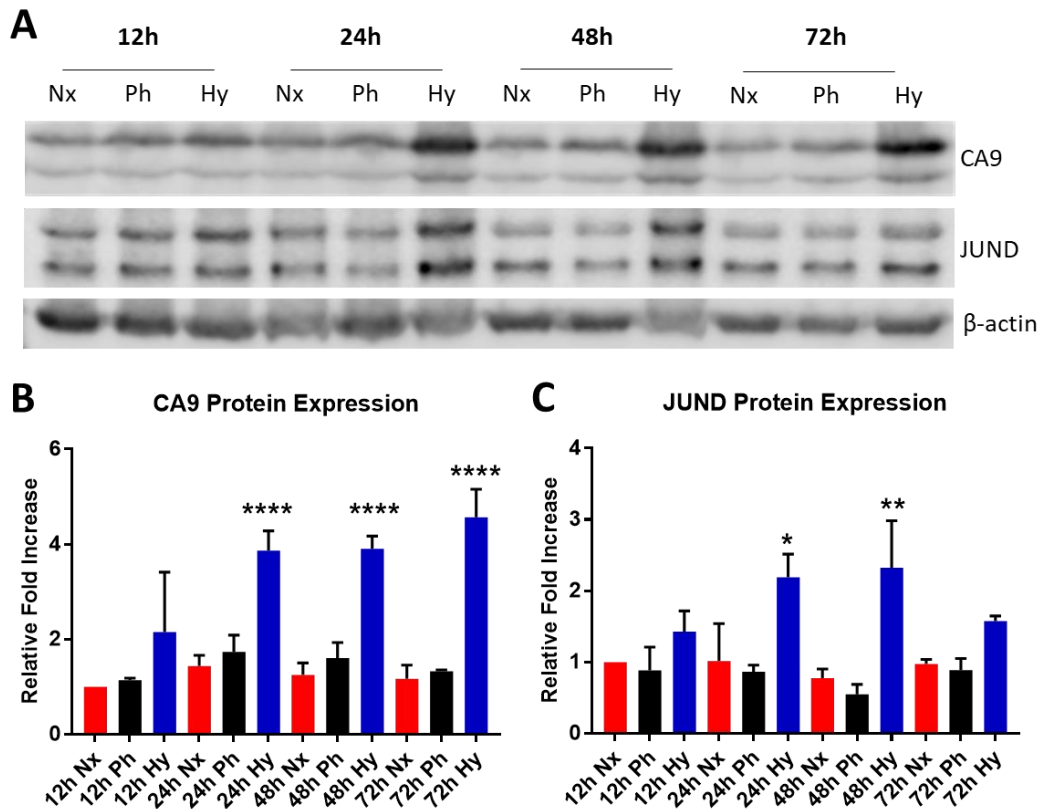 A
12h 24h 48h 72h
Nx Ph Hy Nx Ph Hy Nx Ph Hy Nx Ph Hy
CA9
JUND
β-actin
B
CA9 Protein Expression
Relative Fold Increase
6
4
2
0
**** **** ****
12h Nx 12h Ph 12h Hy 24h Nx 24h Ph 24h Hy 48h Nx 48h Ph 48h Hy 72h Nx 72h Ph 72h Hy
C
JUND Protein Expression
Relative Fold Increase
4
3
2
1
0
* **
12h Nx 12h Ph 12h Hy 24h Nx 24h Ph 24h Hy 48h Nx 48h Ph 48h Hy 72h Nx 72h Ph 72h Hy